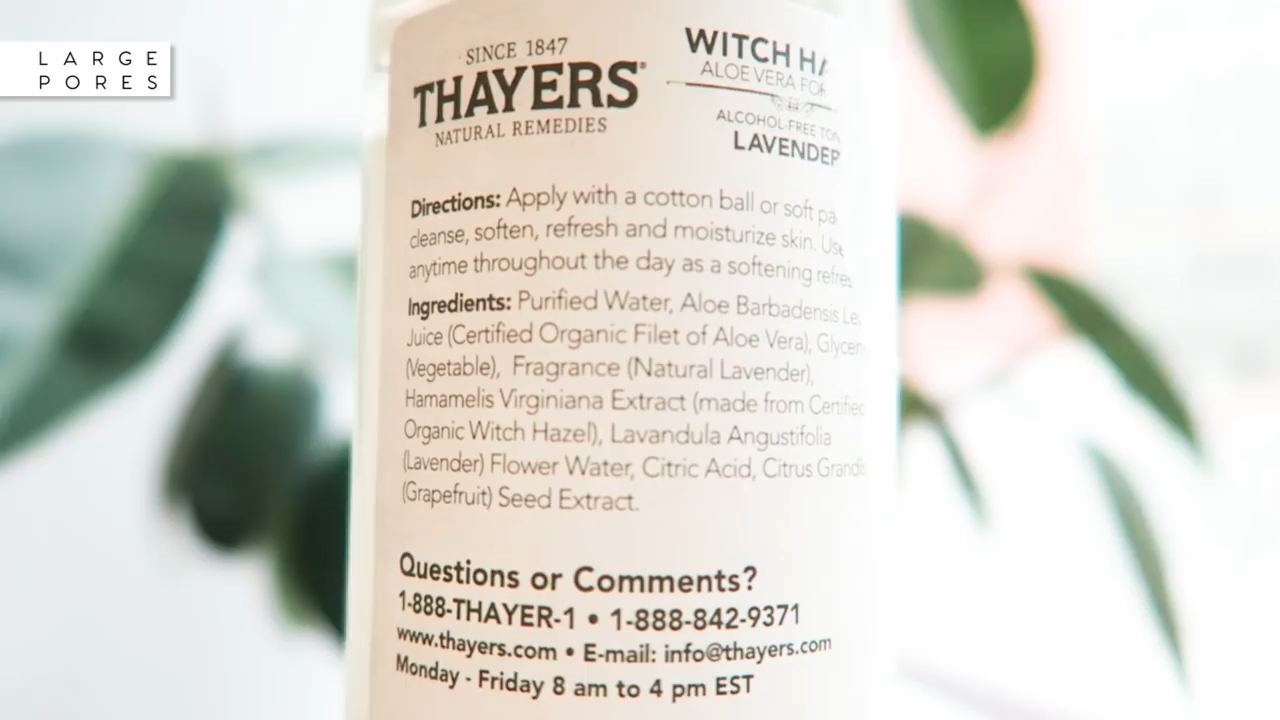 LARGE
PORES
SINCE 1847
THAYERS®
NATURAL REMEDIES
WITCH
ALOE VERA
ALCOHOL-FREE
LAVENDER
Directions: Apply with a cotton ball or soft
cleanse, soften, refresh and moisturize skin. Use
anytime throughout the day as a softening
Ingredients: Purified Water, Aloe Barbadensis
Juice (Certified Organic Filet of Aloe Vera),
(Vegetable), Fragrance (Natural Lavender),
Hamamelis Virginiana Extract (made from Certified
Organic Witch Hazel), Lavandula Angustifolia
(Lavender) Flower Water, Citric Acid, Citrus Grandis
(Grapefruit) Seed Extract.
Questions or Comments?
1-888-THAYER-1 • 1-888-842-9371
www.thayers.com • E-mail: info@thayers.com
Monday - Friday 8 am to 4 pm EST